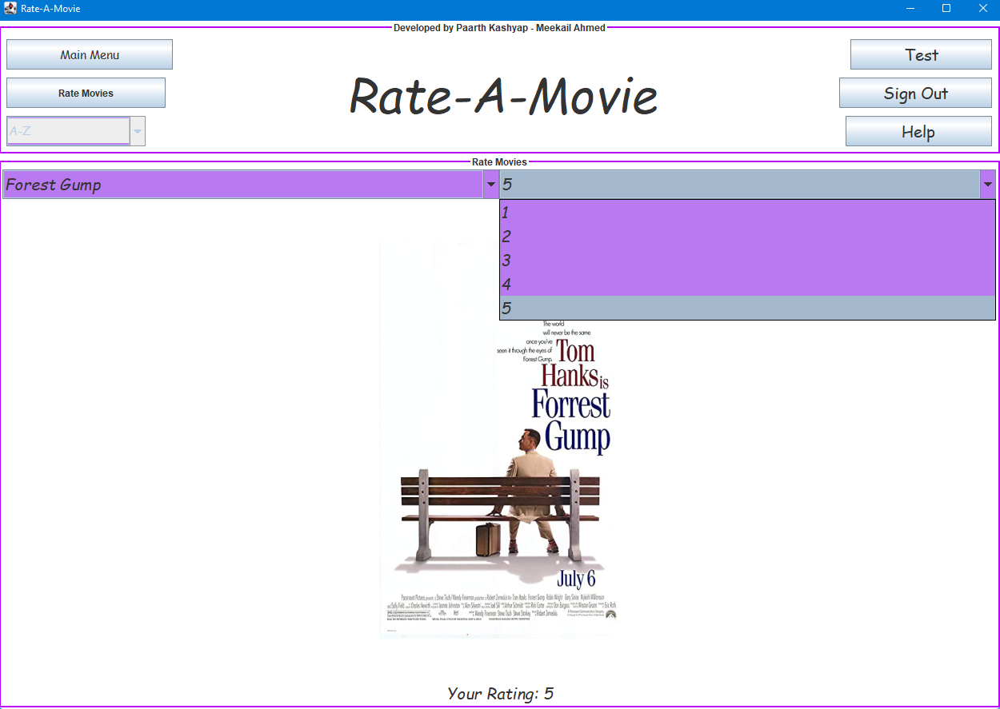 Rate-A-Movie
Developed by Paarth Kashyap - Meekail Ahmed
Main Menu
Rate Movies
A-Z
Rate-A-Movie
Test
Sign Out
Help
Rate Movies
Forest Gump
5
1
2
3
4
5
The world
will never be the same
once you've
seen it through the eyes of
Forrest Gump.
Tom
Hanks is
Forrest
Gump
July 6
Your Rating: 5